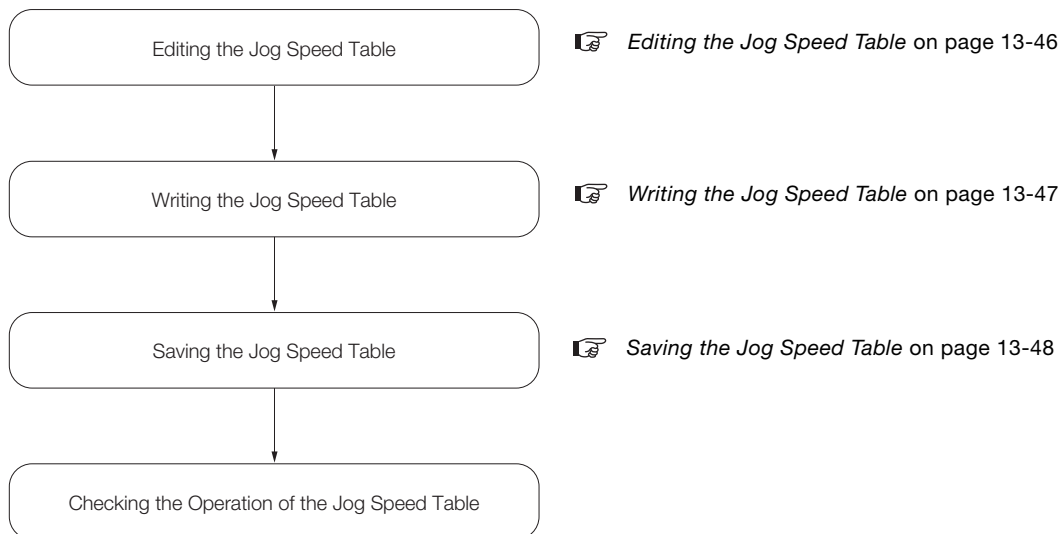 Editing the Jog Speed Table
Editing the Jog Speed Table on page 13-46
Writing the Jog Speed Table
Writing the Jog Speed Table on page 13-47
Saving the Jog Speed Table
Saving the Jog Speed Table on page 13-48
Checking the Operation of the Jog Speed Table